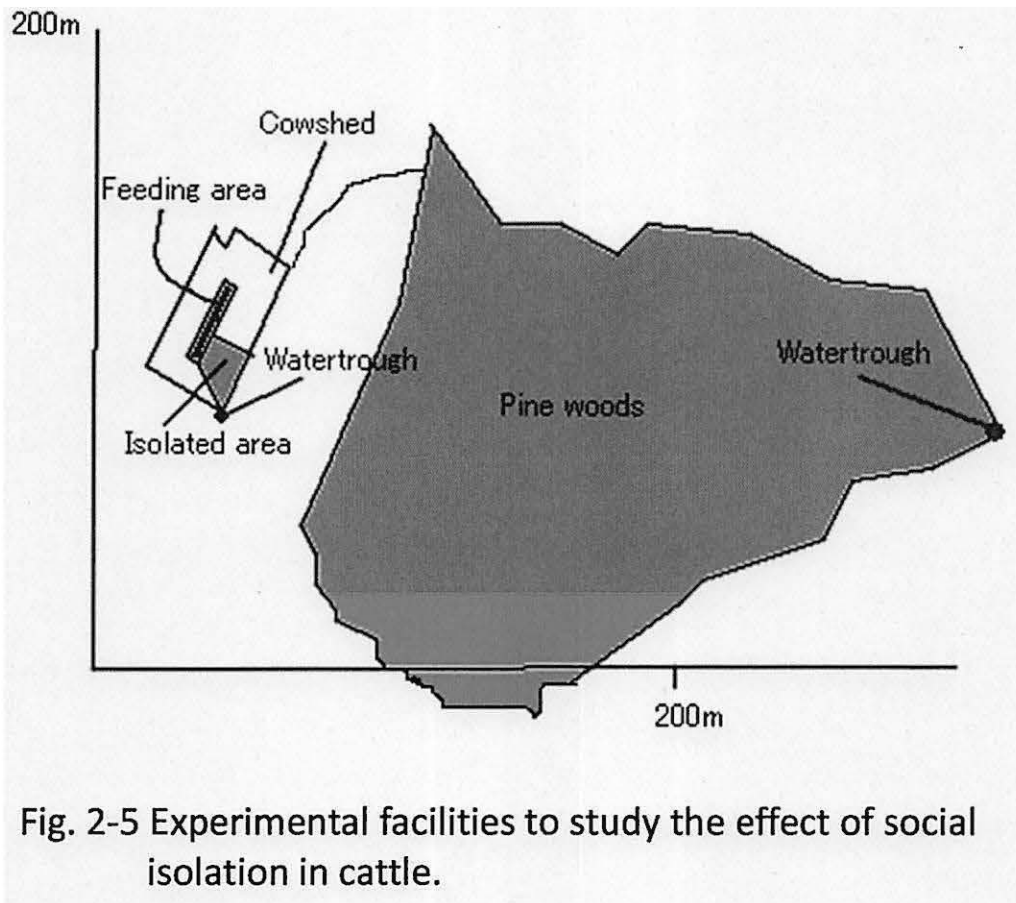 200m
Cowshed
Feeding area
Watertrough
Watertrough
Pine woods
Isolated area
200m
Fig. 2-5 Experimental facilities to study the effect of social
isolation in cattle.